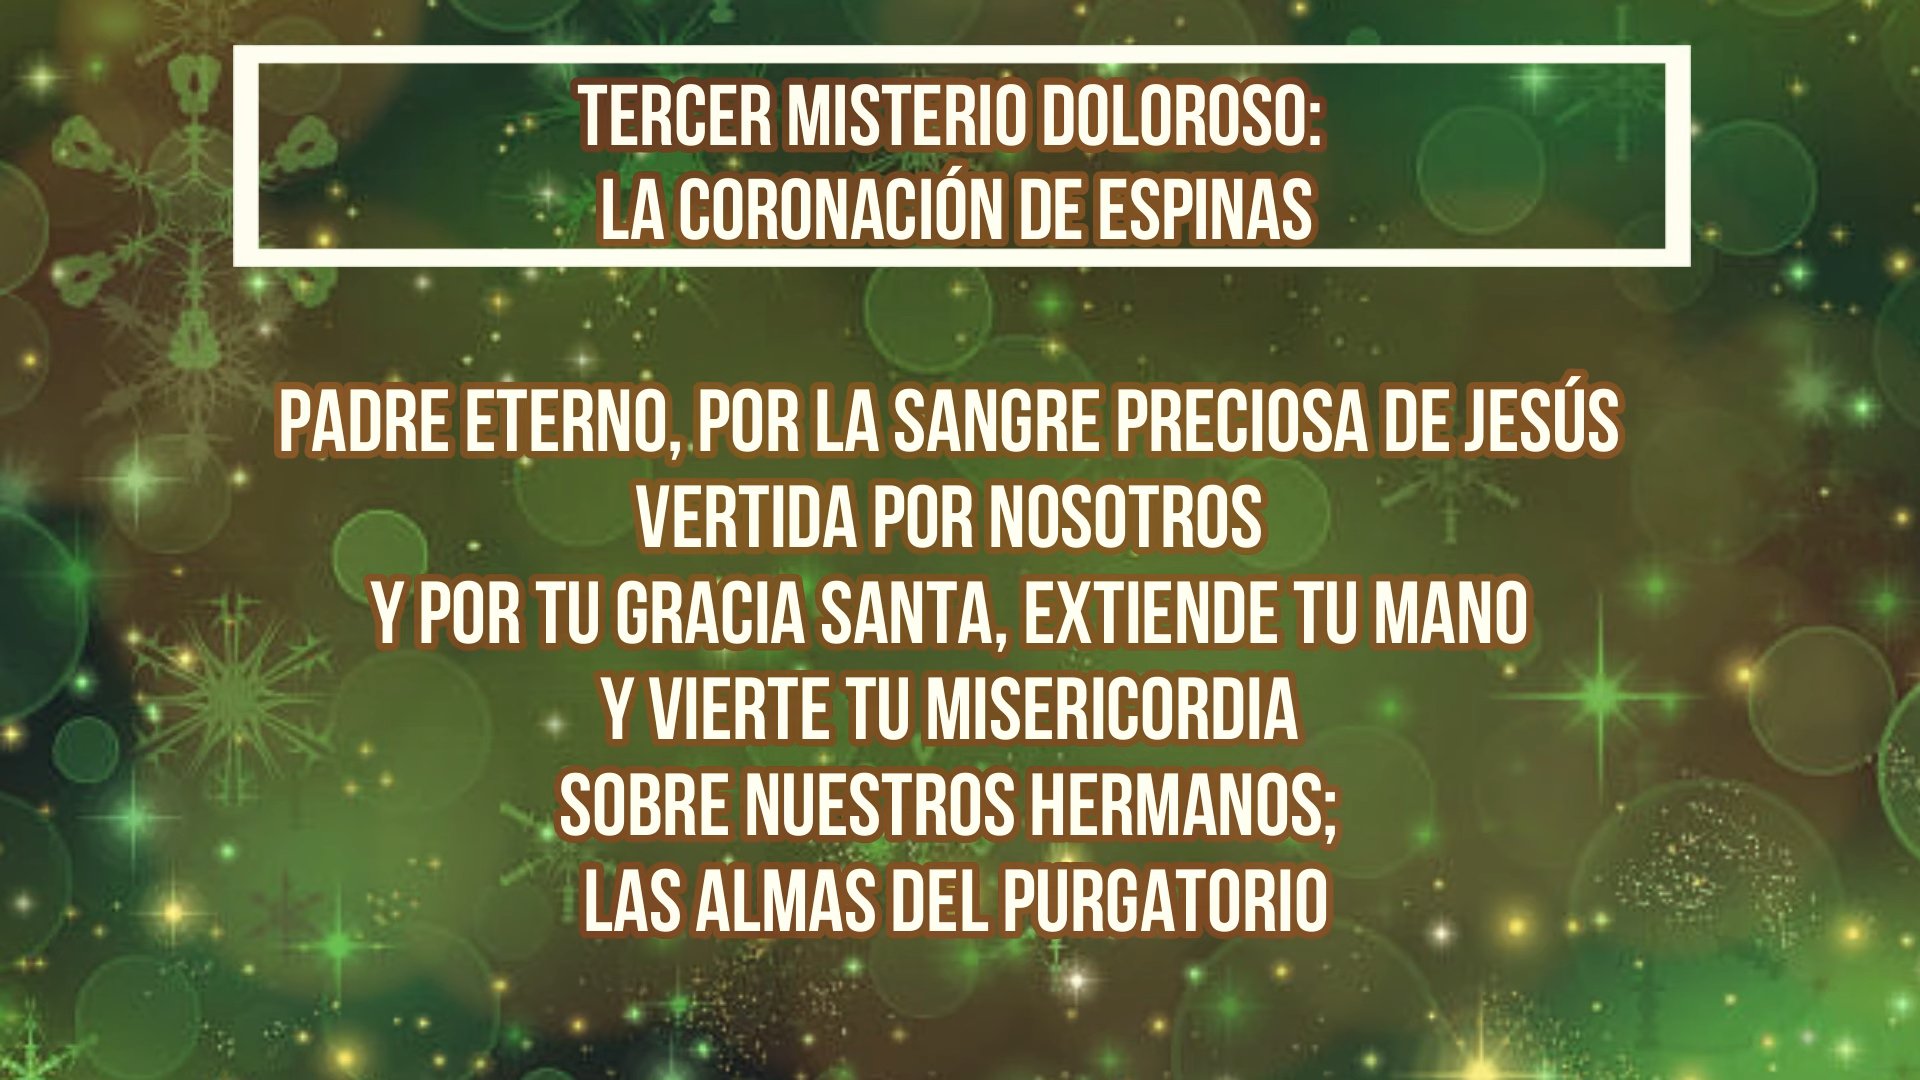 TERCER MISTERIO DOLOROSO:
LA CORONACIÓN DE ESPINAS
PADRE ETERNO, POR LA SANGRE PRECIOSA DE JESÚS
VERTIDA POR NOSOTROS
Y POR TU GRACIA SANTA, EXTIENDE TU MANO
Y VIERTE TU MISERICORDIA
SOBRE NUESTROS HERMANOS;
LAS ALMAS DEL PURGATORIO